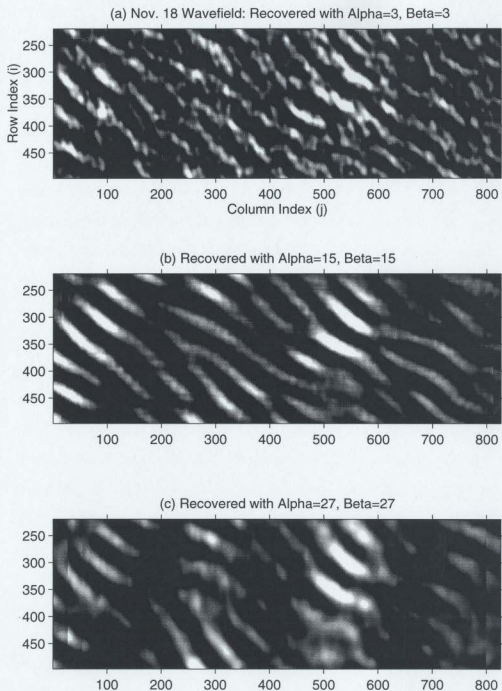 (a) Nov. 18 Wavefield: Recovered with Alpha=3, Beta=3
Row Index (i)
250
300
350
400
450
100 200 300 400 500 600 700 800
Column Index (j)
(b) Recovered with Alpha=15, Beta=15
250
300
350
400
450
100 200 300 400 500 600 700 800
(c) Recovered with Alpha=27, Beta=27
250
300
350
400
450
100 200 300 400 500 600 700 800